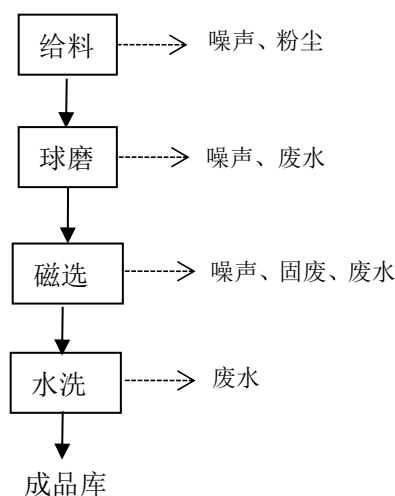 给料 噪声、粉尘
球磨 噪声、废水
磁选 噪声、固废、废水
水洗 废水
成品库